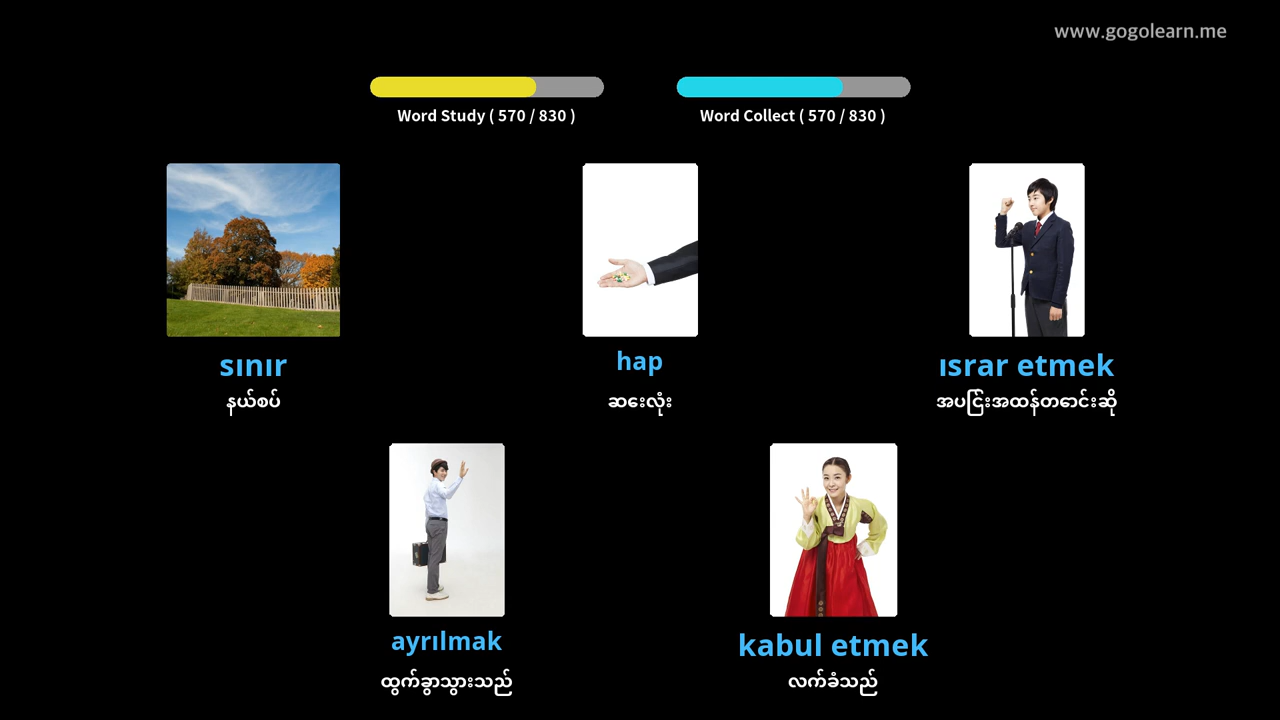 www.gogolearn.me
Word Study ( 570 / 830 )
Word Collect ( 570 / 830 )
sınır
နယ်စပ်
hap
ဆေးလုံး
ısrar etmek
အပြင်းအထန်တောင်းဆို
ayrılmak
ထွက်ခွာသွားသည်
kabul etmek
လက်ခံသည်